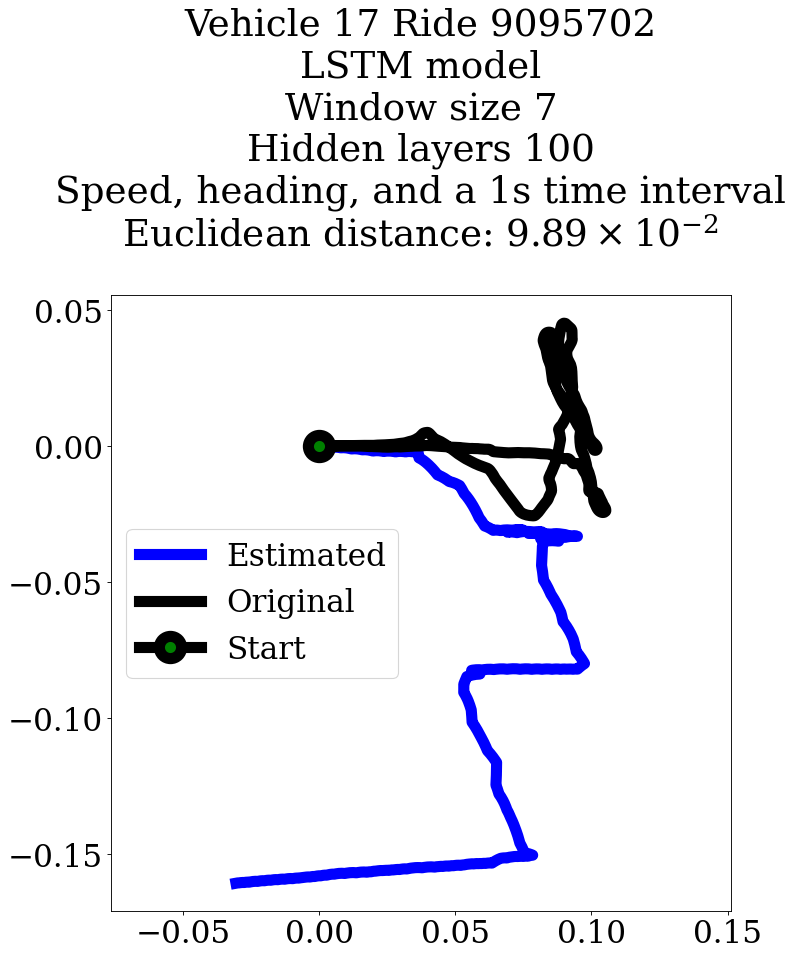 Vehicle 17 Ride 9095702
LSTM model
Window size 7
Hidden layers 100
Speed, heading, and a 1s time interval
Euclidean distance: 9.89 × 10⁻²
0.05
0.00
−0.05
−0.10
−0.15
Estimated
Original
Start
−0.05 0.00 0.05 0.10 0.15